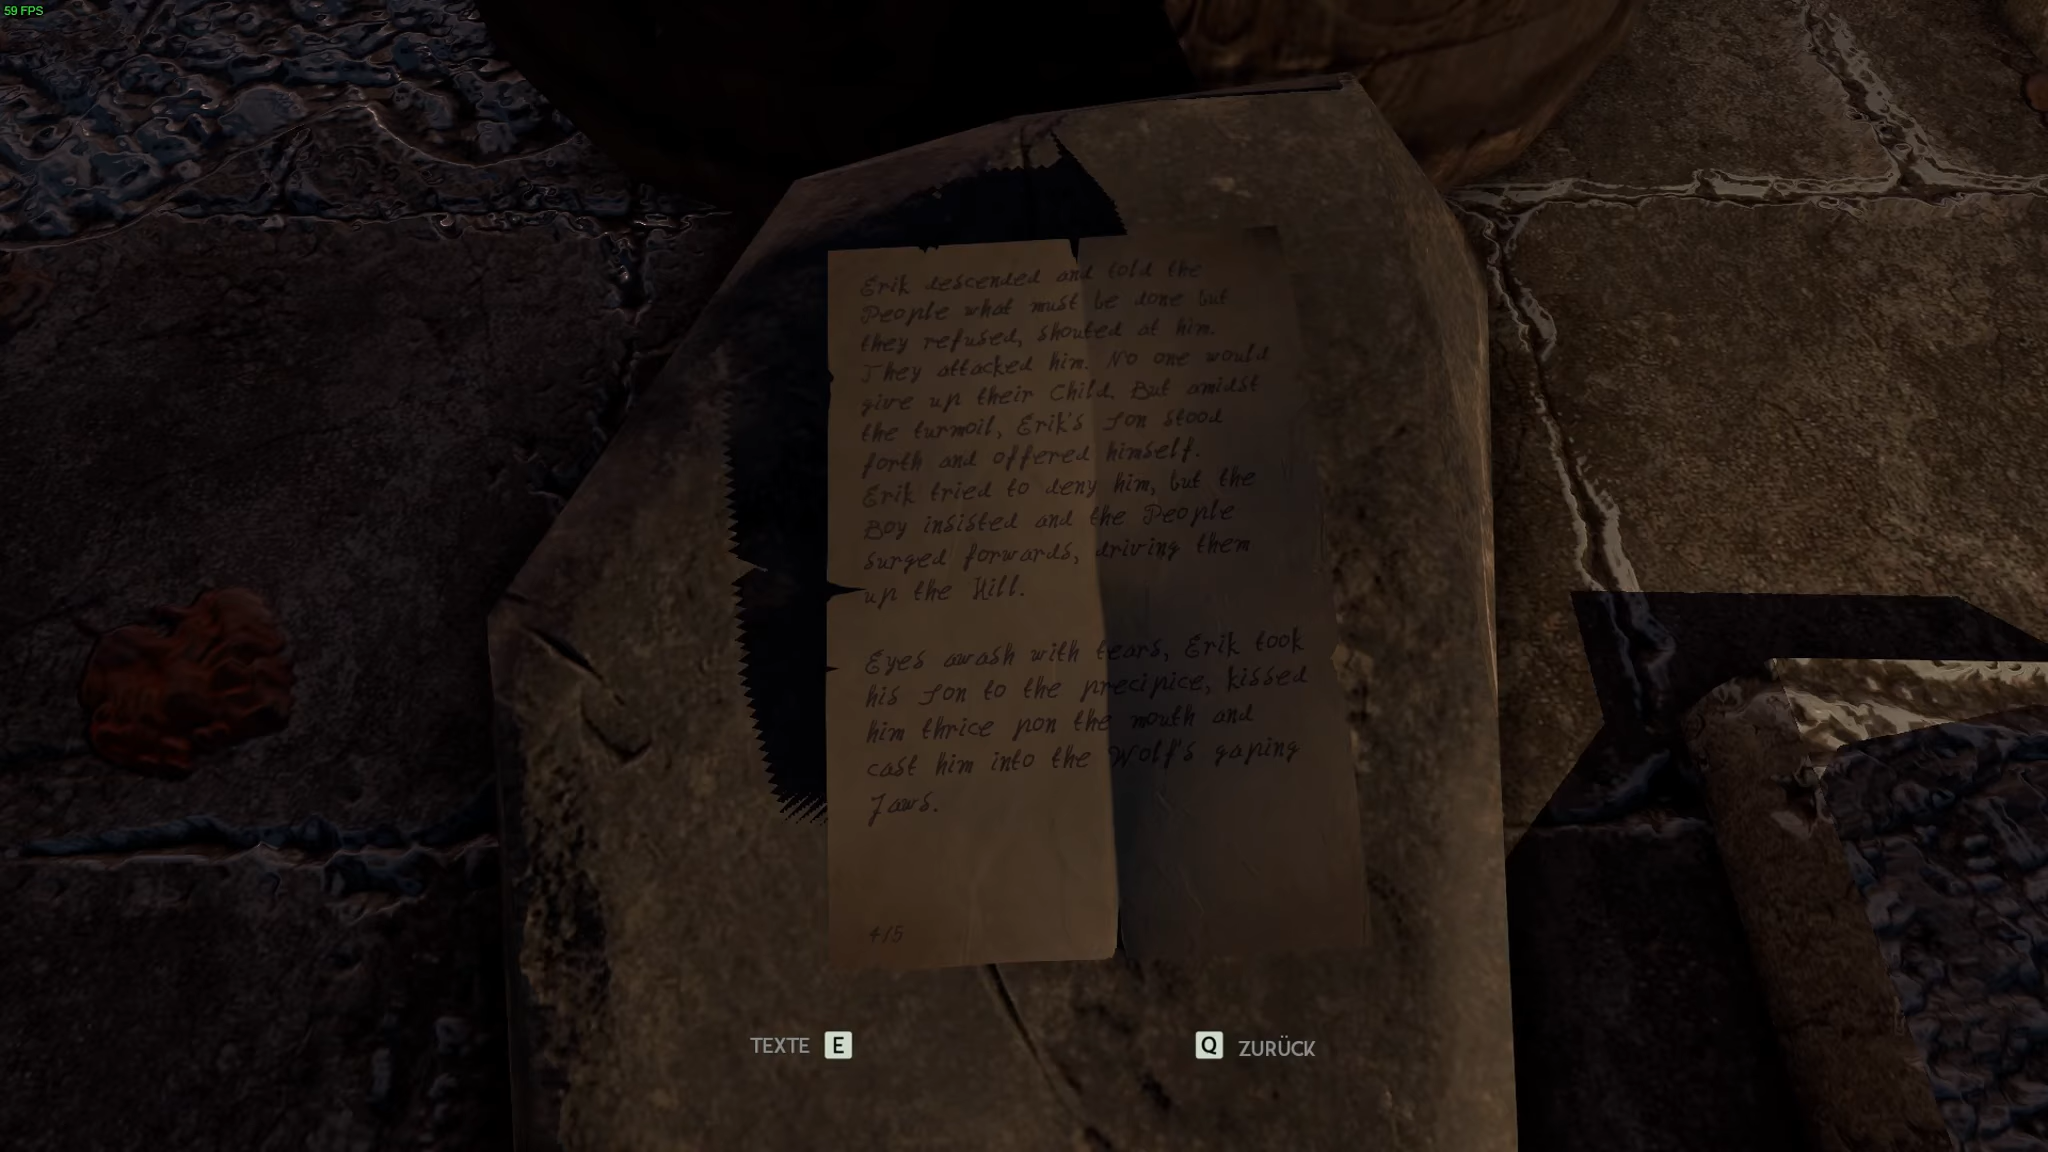 59 FPS
Erik descended and told the
People what must be done but
they refused, shouted at him.
They attacked him. No one would
give up their Child. But amidst
the turmoil, Erik's Son stood
forth and offered himself.
Erik tried to deny him, but the
Boy insisted and the People
surged forwards, driving them
up the Hill.
Eyes awash with tears, Erik took
his Son to the precipice, kissed
him thrice pon the mouth and
cast him into the Wolf's gaping
Jaws.
4/5
TEXTE E
Q ZURÜCK